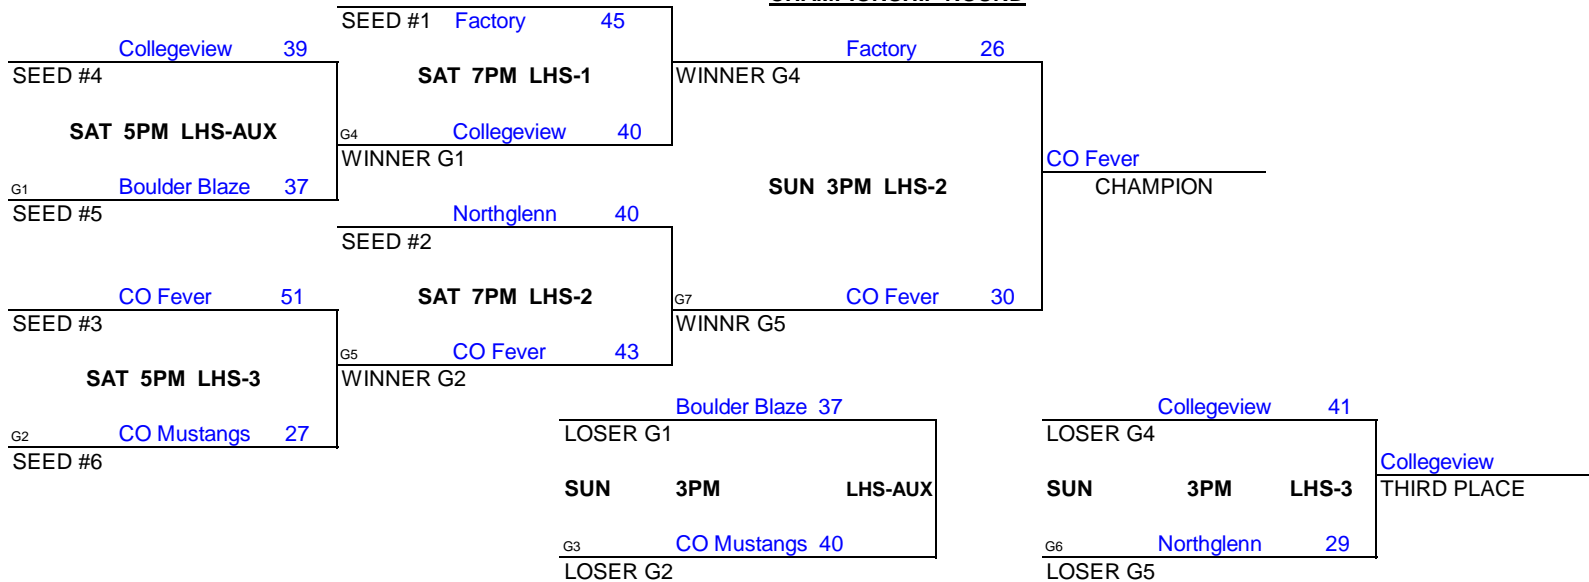 CHAMPIONSHIP ROUND
SEED #1 Factory 45
Collegeview 39
Factory 26
SEED #4
SAT 7PM LHS-1
WINNER G4
SAT 5PM LHS-AUX
G4 Collegeview 40
WINNER G1
CO Fever
G1 Boulder Blaze 37
SUN 3PM LHS-2
CHAMPION
SEED #5
Northglenn 40
SEED #2
CO Fever 51
SAT 7PM LHS-2
G7 CO Fever 30
SEED #3
WINNR G5
G5 CO Fever 43
SAT 5PM LHS-3
WINNER G2
Boulder Blaze 37
Collegeview 41
G2 CO Mustangs 27
LOSER G1
LOSER G4
SEED #6
Collegeview
SUN 3PM LHS-AUX
SUN 3PM LHS-3
THIRD PLACE
G3 CO Mustangs 40
G6 Northglenn 29
LOSER G2
LOSER G5